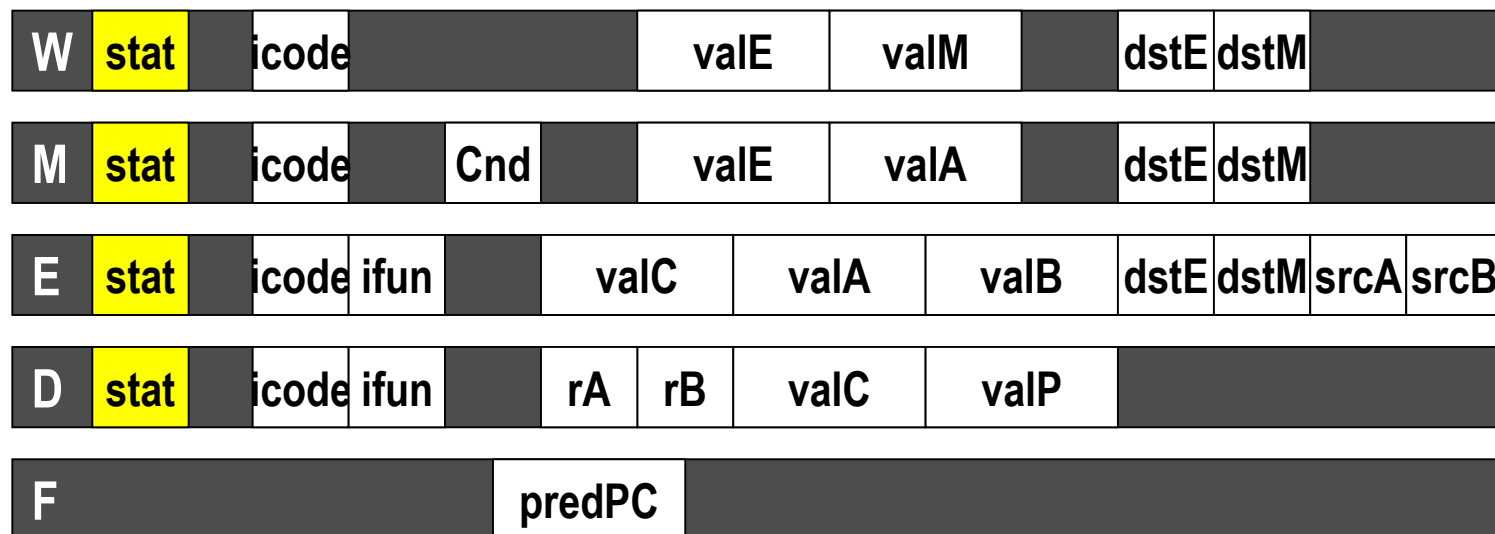 W stat icode valE valM dstE dstM
M stat icode Cnd valE valA dstE dstM
E stat icode ifun valC valA valB dstE dstM srcA srcB
D stat icode ifun rA rB valC valP
F predPC